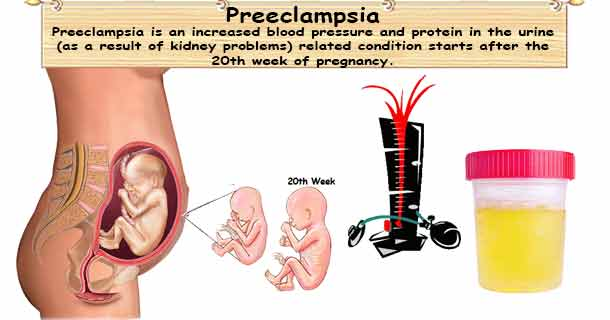 Preeclampsia
Preeclampsia is an increased blood pressure and protein in the urine
(as a result of kidney problems) related condition starts after the
20th week of pregnancy.
20th Week